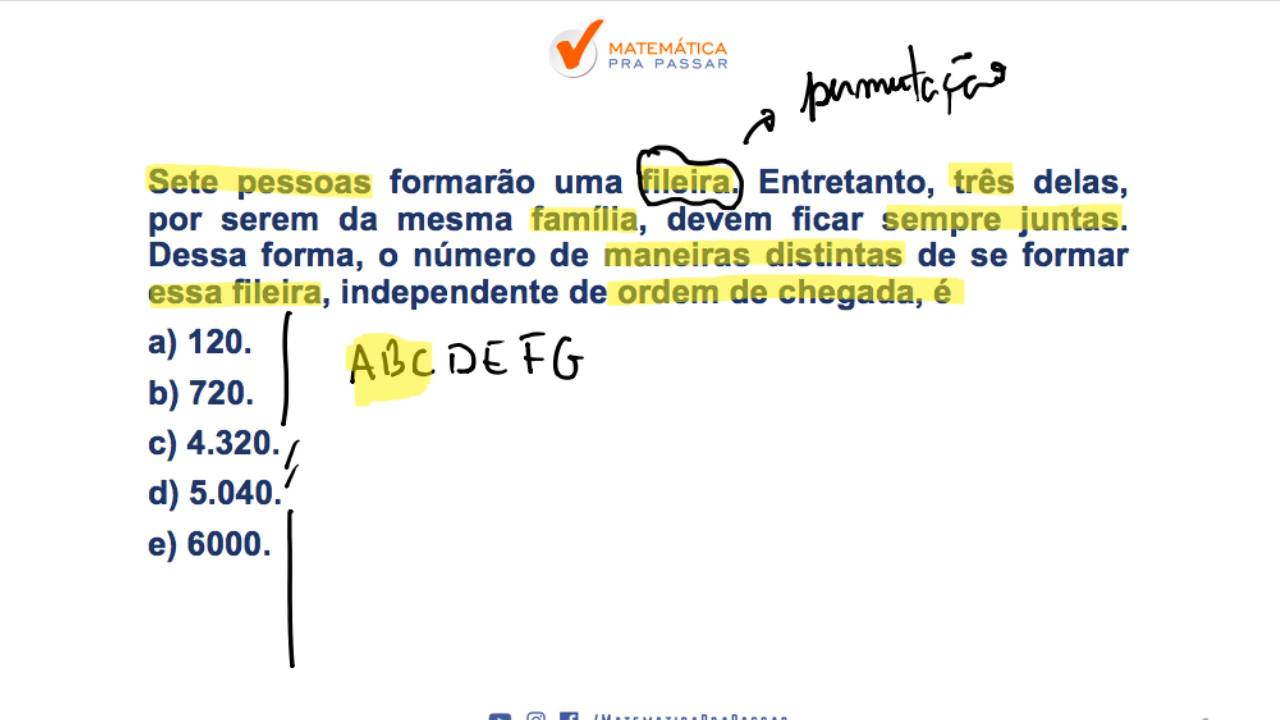 MATEMÁTICA
PRA PASSAR
permutação
Sete pessoas formarão uma fileira. Entretanto, três delas,
por serem da mesma família, devem ficar sempre juntas.
Dessa forma, o número de maneiras distintas de se formar
essa fileira, independente de ordem de chegada, é
a) 120.
ABCDEFG
b) 720.
c) 4.320.
d) 5.040.
e) 6000.
/MATEMATICAPRAPASSAR